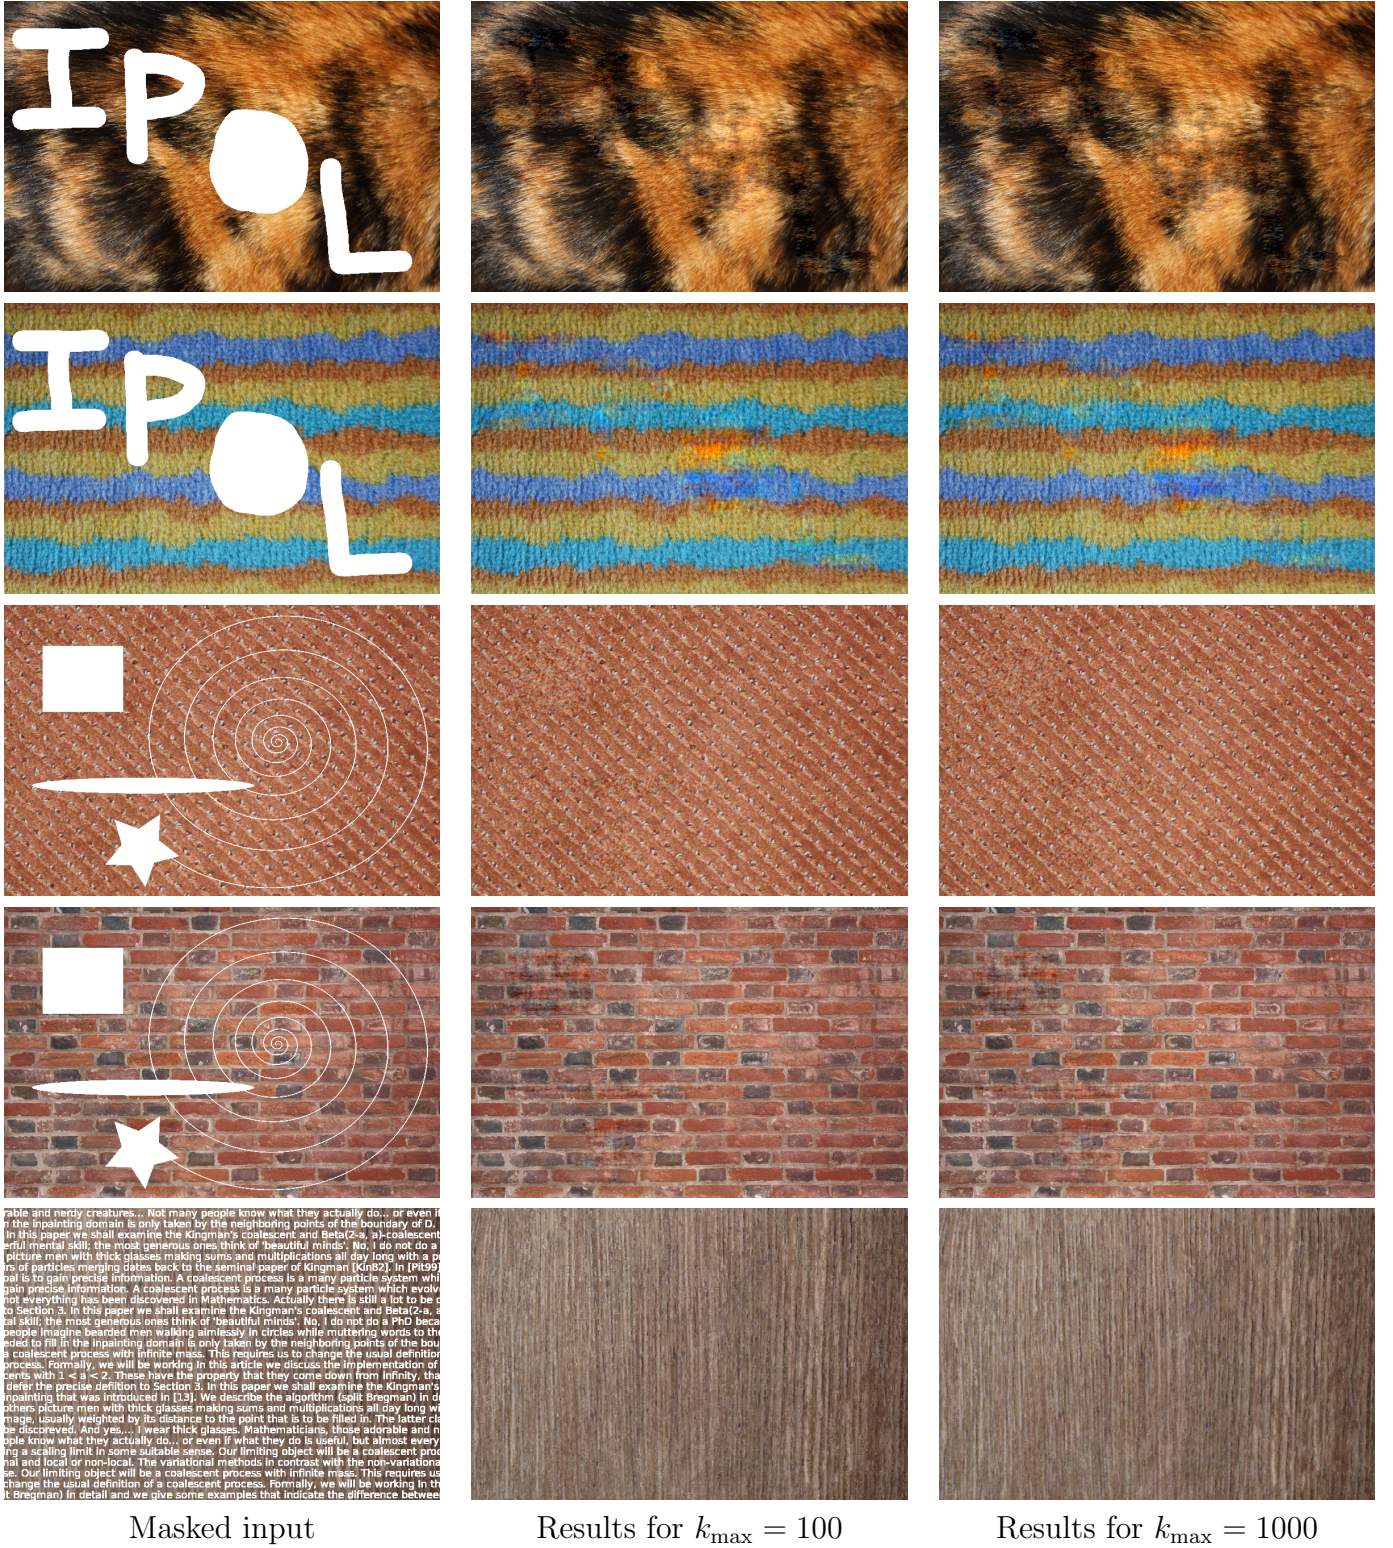 I P O L
I P O L
rable and nerdy creatures... Not many people know what they actually do... or even if
n the inpainting domain is only taken by the neighboring points of the boundary of D.
In this paper we shall examine the Kingman's coalescent and Beta(2-a, a)-coalescent
erful mental skill; the most generous ones think of 'beautiful minds'. No, I do not do a
picture men with thick glasses making sums and multiplications all day long with a pe
irs of particles merging dates back to the seminal paper of Kingman [Kin82]. In [Pit99]
oal is to gain precise information. A coalescent process is a many particle system whi
gain precise information. A coalescent process is a many particle system which evolv
not everything has been discovered in Mathematics. Actually there is still a lot to be d
to Section 3. In this paper we shall examine the Kingman's coalescent and Beta(2-a, a
tal skill; the most generous ones think of 'beautiful minds'. No, I do not do a PhD beca
people imagine bearded men walking aimlessly in circles while muttering words to the
eded to fill in the inpainting domain is only taken by the neighboring points of the bou
a coalescent process with infinite mass. This requires us to change the usual definition
process. Formally, we will be working In this article we discuss the implementation of
cents with 1 < a < 2. These have the property that they come down from infinity, tha
defer the precise defiition to Section 3. In this paper we shall examine the Kingman's
inpainting that was introduced in [13]. We describe the algorithm (split Bregman) in d
others picture men with thick glasses making sums and multiplications all day long wi
mage, usually weighted by its distance to the point that is to be filled in. The latter cla
be discoreved. And yes,... I wear thick glasses. Mathematicians, those adorable and n
ople know what they actually do... or even if what they do is useful, but almost every
ing a scaling limit in some suitable sense. Our limiting object will be a coalescent proc
nal and local or non-local. The variational methods in contrast with the non-variationa
se. Our limiting object will be a coalescent process with infinite mass. This requires us
change the usual definition of a coalescent process. Formally, we will be working In th
it Bregman) in detail and we give some examples that indicate the difference betwee
Masked input
Results for k_max = 100
Results for k_max = 1000